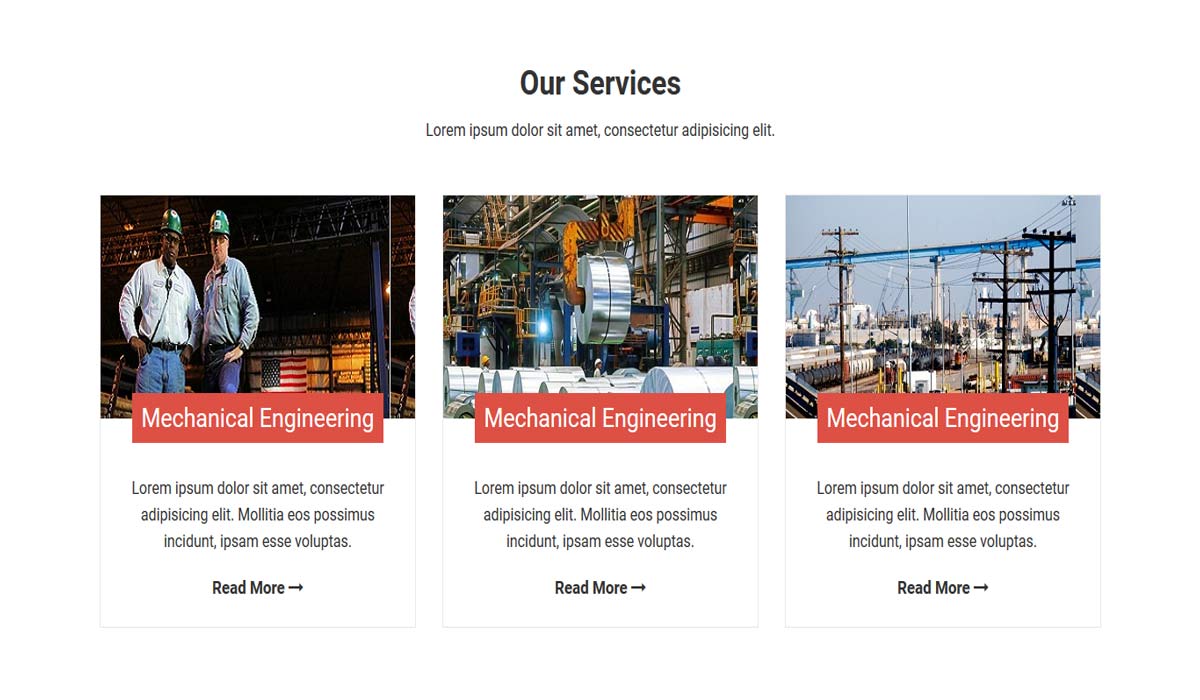 Our Services
Lorem ipsum dolor sit amet, consectetur adipisicing elit.
Mechanical Engineering
Lorem ipsum dolor sit amet, consectetur
adipisicing elit. Mollitia eos possimus
incidunt, ipsam esse voluptas.
Read More →
Mechanical Engineering
Lorem ipsum dolor sit amet, consectetur
adipisicing elit. Mollitia eos possimus
incidunt, ipsam esse voluptas.
Read More →
Mechanical Engineering
Lorem ipsum dolor sit amet, consectetur
adipisicing elit. Mollitia eos possimus
incidunt, ipsam esse voluptas.
Read More →